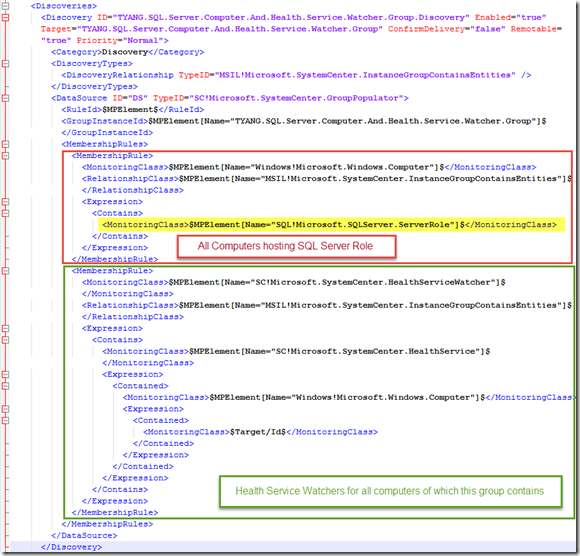 <Discoveries>
<Discovery ID="TYANG.SQL.Server.Computer.And.Health.Service.Watcher.Group.Discovery" Enabled="true"
Target="TYANG.SQL.Server.Computer.And.Health.Service.Watcher.Group" ConfirmDelivery="false" Remotable=
"true" Priority="Normal">
<Category>Discovery</Category>
<DiscoveryTypes>
<DiscoveryRelationship TypeID="MSIL!Microsoft.SystemCenter.InstanceGroupContainsEntities" />
</DiscoveryTypes>
<DataSource ID="DS" TypeID="SC!Microsoft.SystemCenter.GroupPopulator">
<RuleId>$MPElement$</RuleId>
<GroupInstanceId>$MPElement[Name="TYANG.SQL.Server.Computer.And.Health.Service.Watcher.Group"]$
</GroupInstanceId>
<MembershipRules>
<MembershipRule>
<MonitoringClass>$MPElement[Name="Windows!Microsoft.Windows.Computer"]$</MonitoringClass>
<RelationshipClass>$MPElement[Name="MSIL!Microsoft.SystemCenter.InstanceGroupContainsEntities"]$
</RelationshipClass>
<Expression>
<Contains>
<MonitoringClass>$MPElement[Name="SQL!Microsoft.SQLServer.ServerRole"]$</MonitoringClass>
</Contains>
</Expression>
All Computers hosting SQL Server Role
</MembershipRule>
<MembershipRule>
<MonitoringClass>$MPElement[Name="SC!Microsoft.SystemCenter.HealthServiceWatcher"]$
</MonitoringClass>
<RelationshipClass>$MPElement[Name="MSIL!Microsoft.SystemCenter.InstanceGroupContainsEntities"]$
</RelationshipClass>
<Expression>
<Contains>
<MonitoringClass>$MPElement[Name="SC!Microsoft.SystemCenter.HealthService"]$
</MonitoringClass>
<Expression>
<Contained>
<MonitoringClass>$MPElement[Name="Windows!Microsoft.Windows.Computer"]$</MonitoringClass>
<Expression>
<Contained>
<MonitoringClass>$Target/Id$</MonitoringClass>
</Contained>
</Expression>
</Contained>
</Expression>
</Contains>
</Expression>
Health Service Watchers for all computers of which this group contains
</MembershipRule>
</MembershipRules>
</DataSource>
</Discovery>